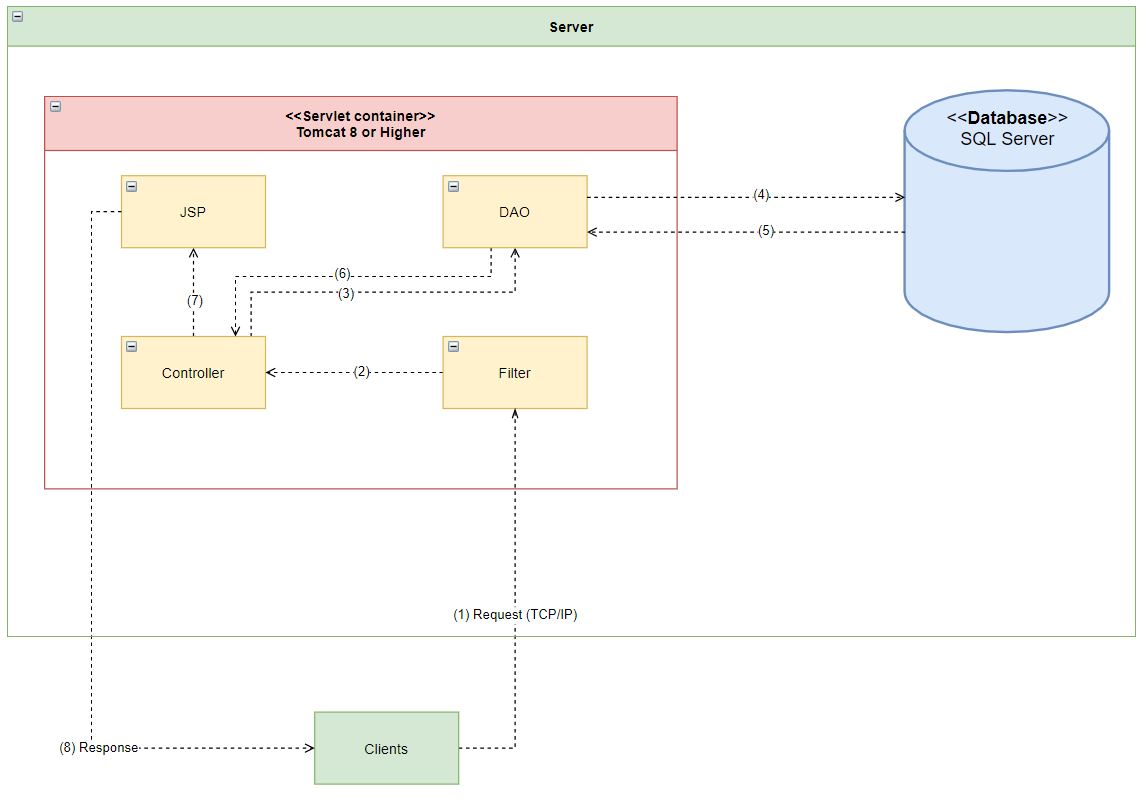 Server
<<Servlet container>>
Tomcat 8 or Higher
<<Database>>
SQL Server
JSP
DAO
(4)
(5)
(6)
(3)
(7)
Controller
(2)
Filter
(1) Request (TCP/IP)
(8) Response
Clients